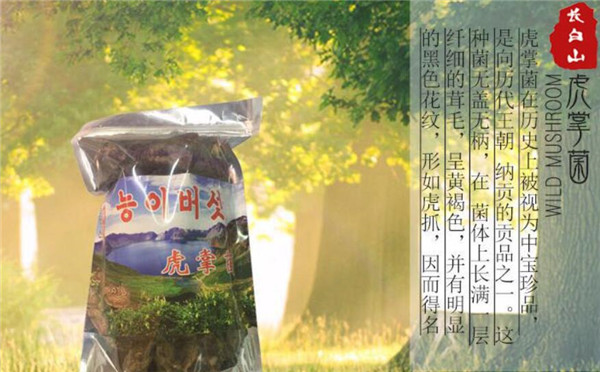 长白山
虎掌菌
WILD MUSHROOM
虎掌菌在历史上被视为中宝珍品，
是向历代王朝 纳贡的贡品之一。这
种菌无盖无柄，在 菌体上长满一层
纤细的茸毛，呈黄褐色，并有明显
的黑色花纹，形如虎抓，因而得名
능이버섯
虎掌菌